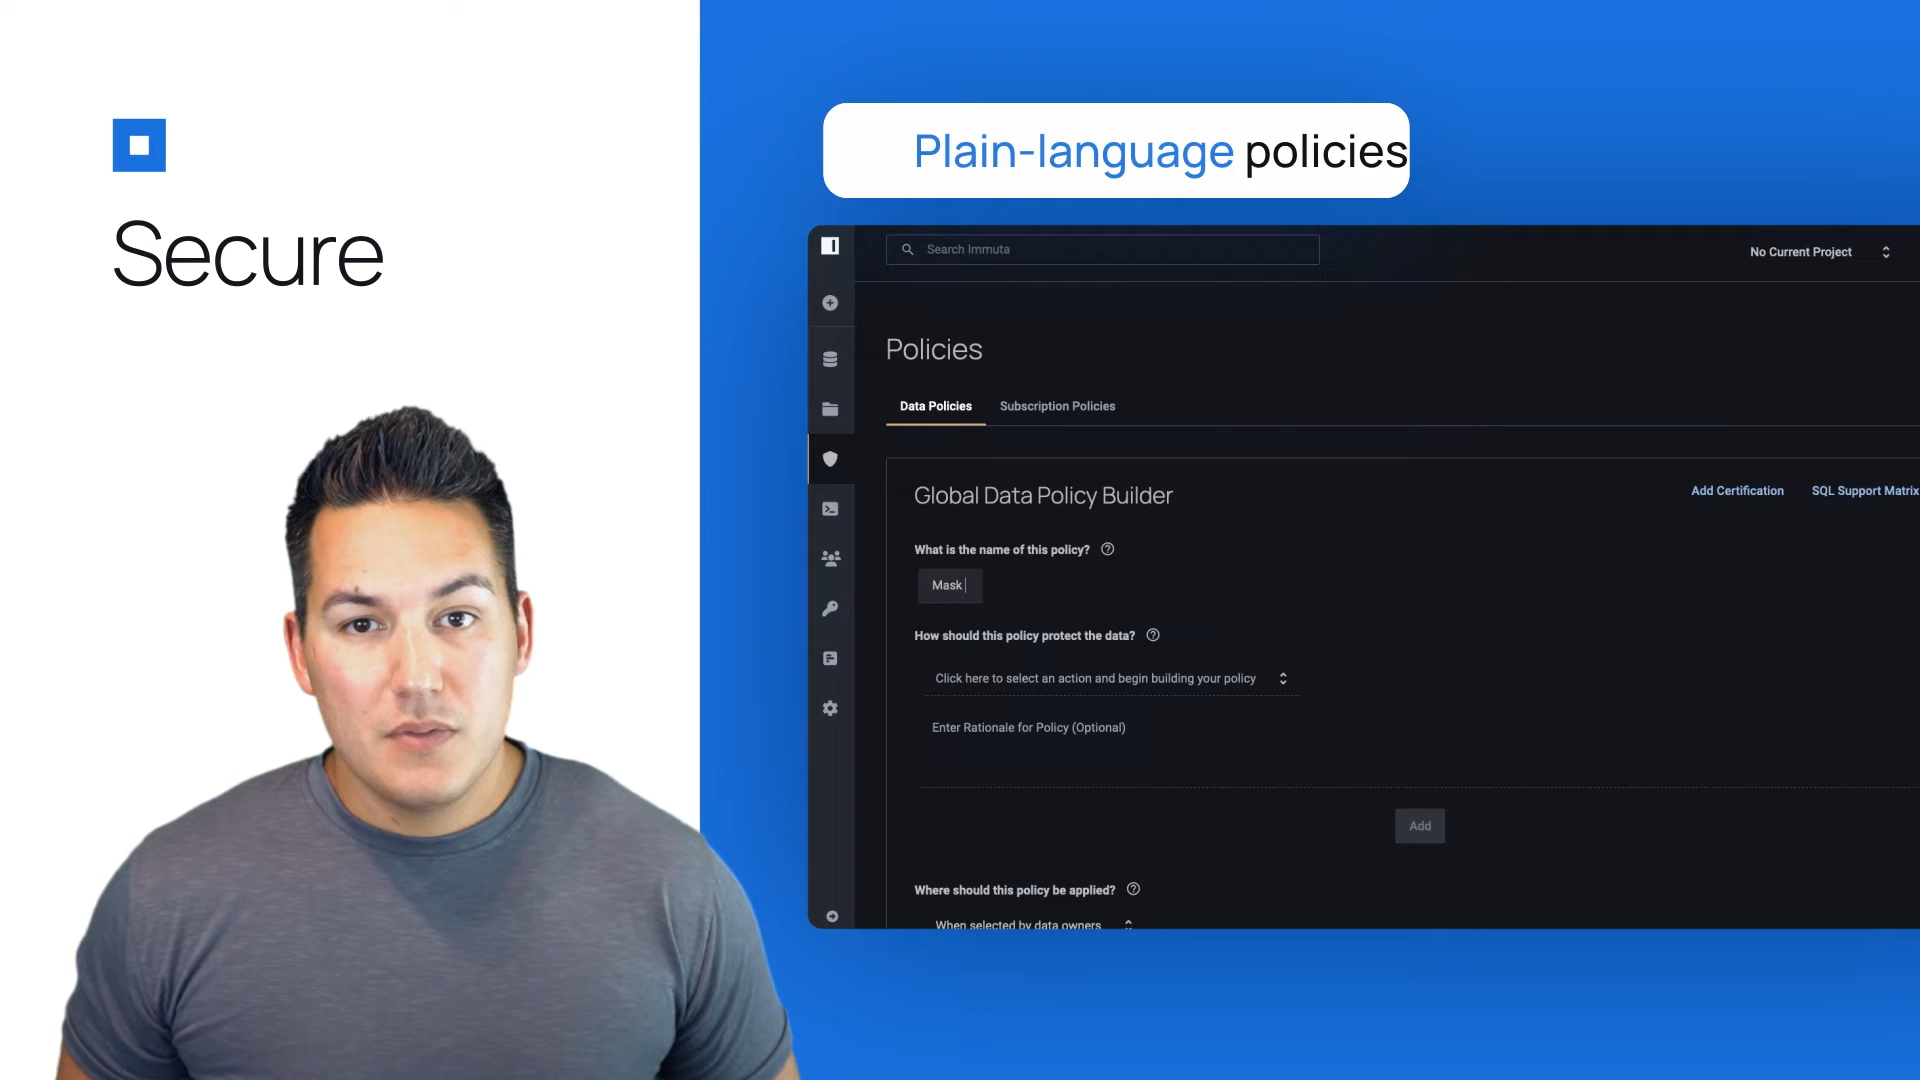 Secure
Plain-language policies
Search Immuta
No Current Project
Policies
Data Policies
Subscription Policies
Global Data Policy Builder
Add Certification
SQL Support Matrix
What is the name of this policy?
Mask
How should this policy protect the data?
Click here to select an action and begin building your policy
Enter Rationale for Policy (Optional)
Add
Where should this policy be applied?
When selected by data owners